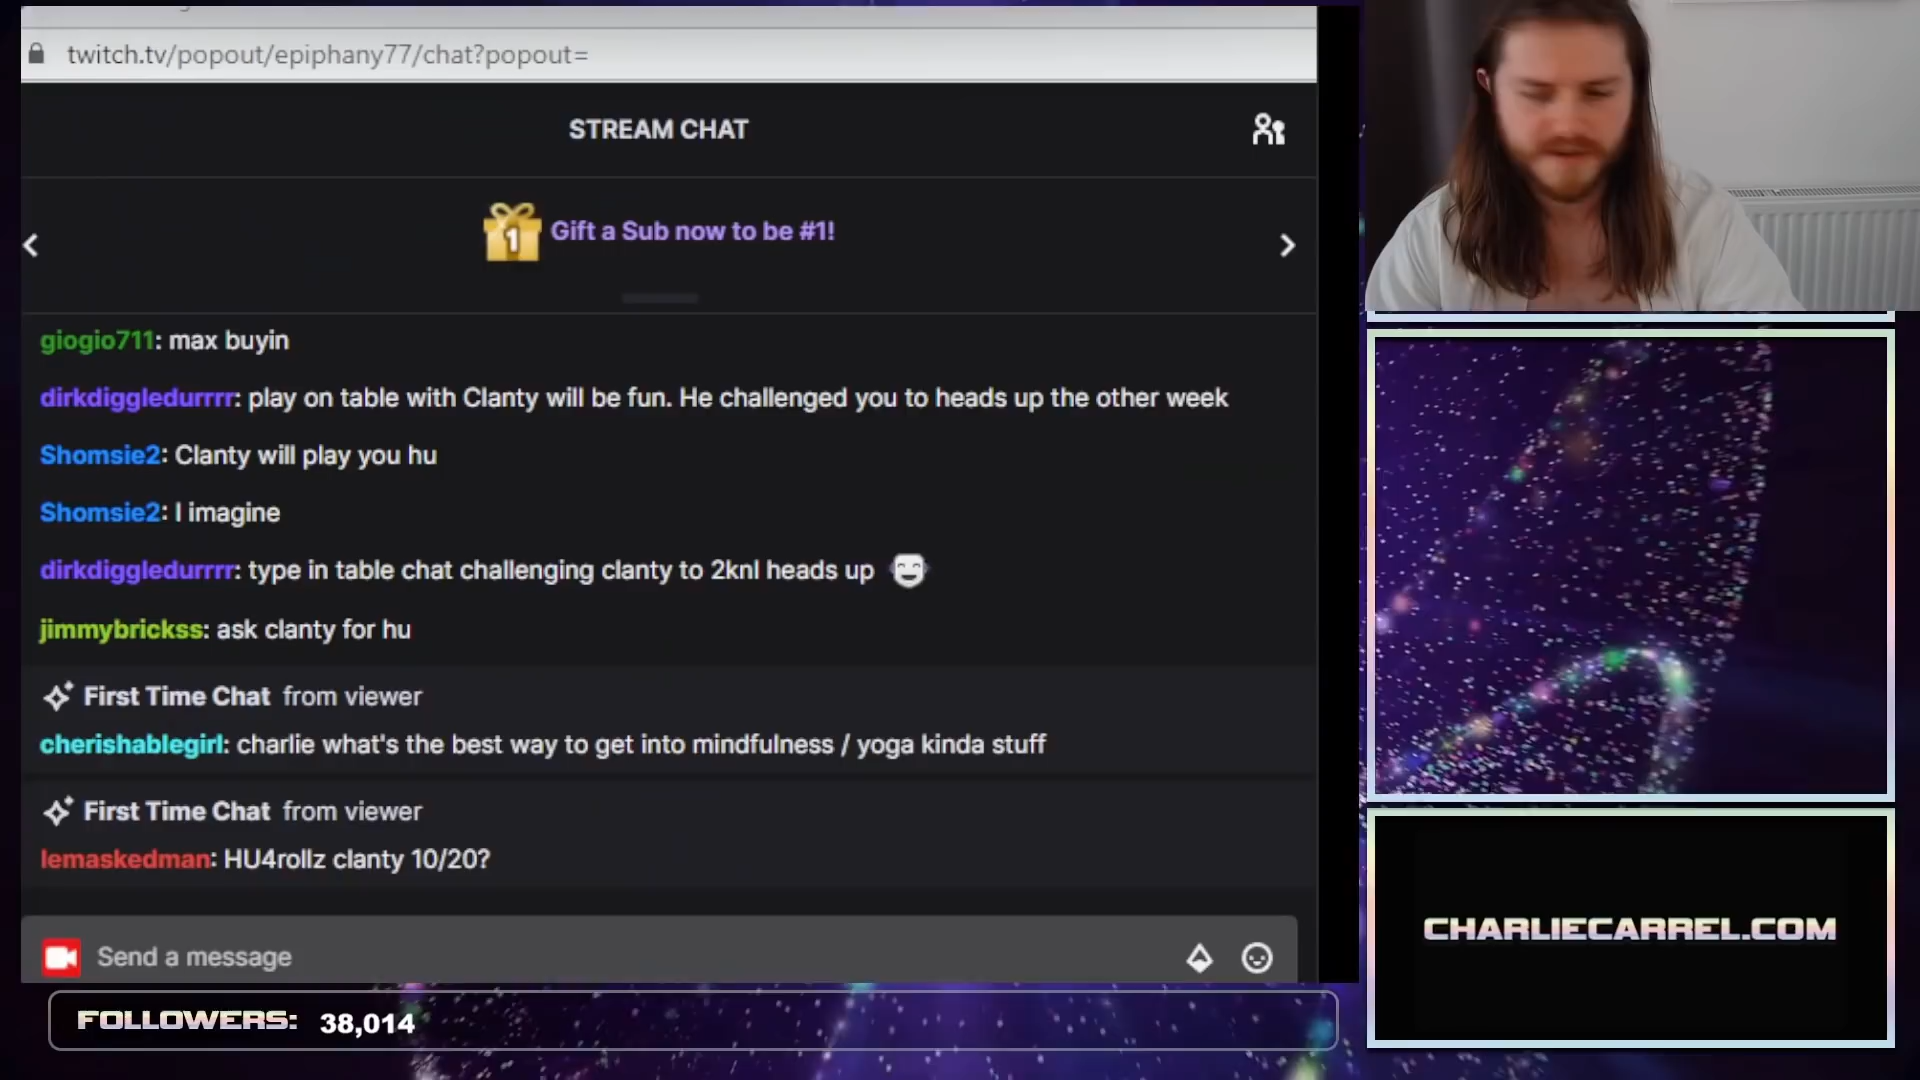 twitch.tv/popout/epiphany77/chat?popout=
STREAM CHAT
1 Gift a Sub now to be #1!
giogio711: max buyin
dirkdiggledurrrr: play on table with Clanty will be fun. He challenged you to heads up the other week
Shomsie2: Clanty will play you hu
Shomsie2: I imagine
dirkdiggledurrrr: type in table chat challenging clanty to 2knl heads up
jimmybrickss: ask clanty for hu
First Time Chat from viewer
cherishablegirl: charlie what's the best way to get into mindfulness / yoga kinda stuff
First Time Chat from viewer
lemaskedman: HU4rollz clanty 10/20?
Send a message
FOLLOWERS: 38,014
CHARLIECARREL.COM